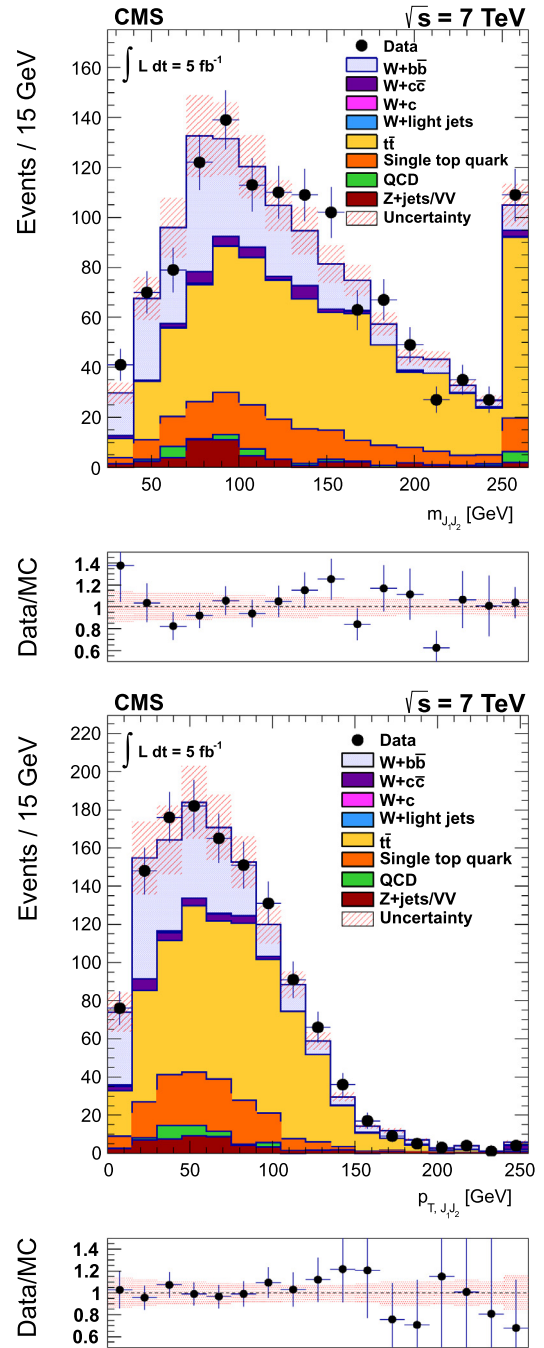 CMS √s = 7 TeV
∫ L dt = 5 fb⁻¹
Data
W+bb̅
W+cc̅
W+c
W+light jets
tt̅
Single top quark
QCD
Z+jets/VV
Uncertainty
Events / 15 GeV
160
140
120
100
80
60
40
20
0
50 100 150 200 250
m_J₁J₂ [GeV]
Data/MC
1.4
1.2
1
0.8
0.6
CMS √s = 7 TeV
∫ L dt = 5 fb⁻¹
Data
W+bb̅
W+cc̅
W+c
W+light jets
tt̅
Single top quark
QCD
Z+jets/VV
Uncertainty
Events / 15 GeV
220
200
180
160
140
120
100
80
60
40
20
0
0 50 100 150 200 250
p_T, J₁J₂ [GeV]
Data/MC
1.4
1.2
1
0.8
0.6